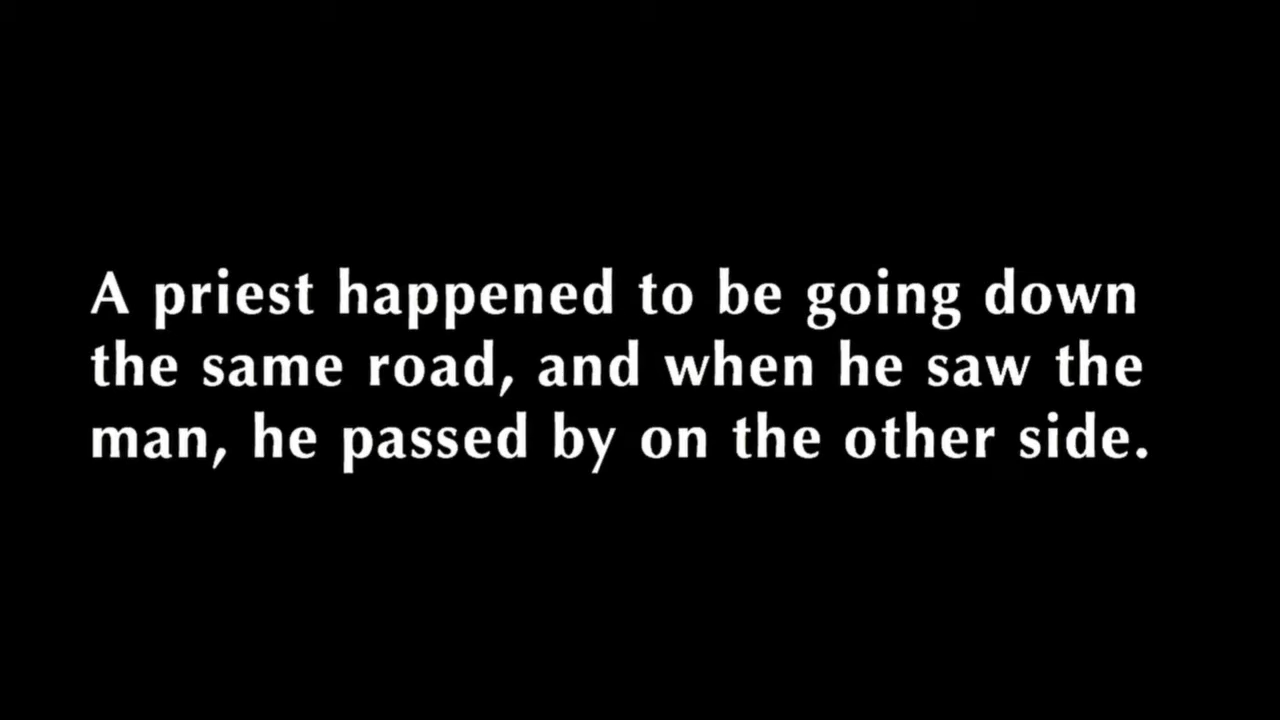 A priest happened to be going down
the same road, and when he saw the
man, he passed by on the other side.